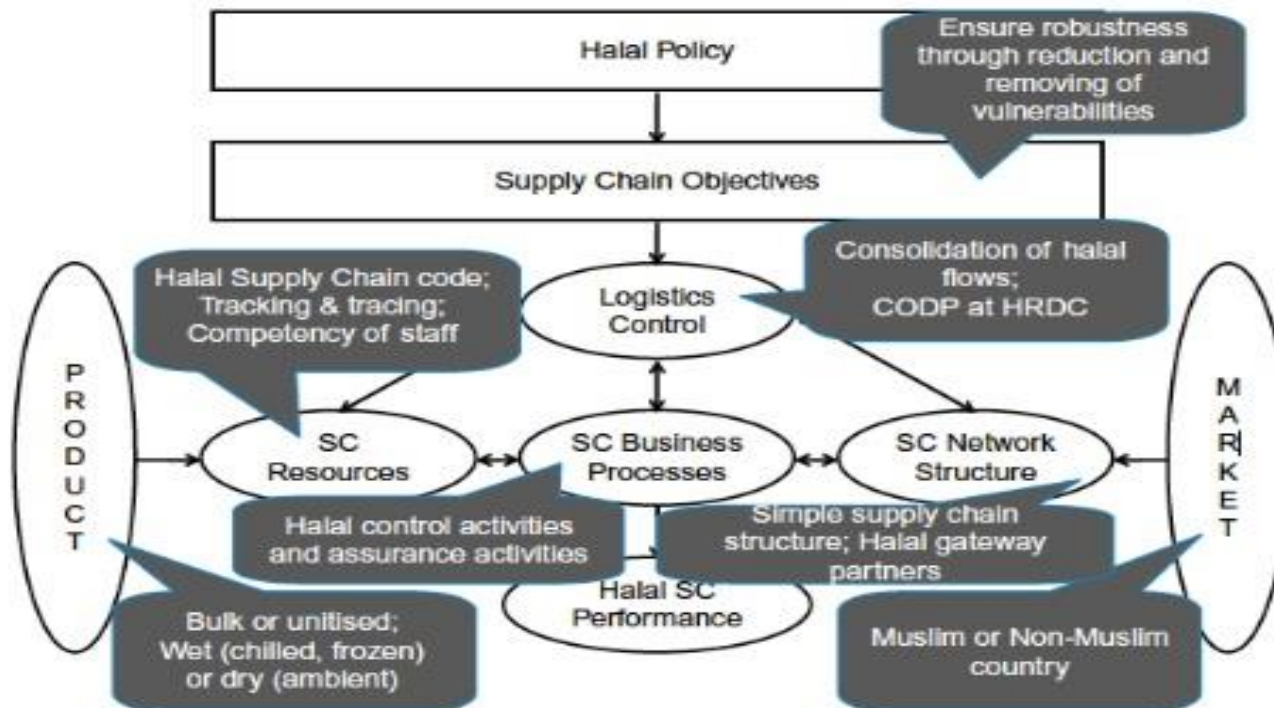 Halal Policy
Ensure robustness
through reduction and
removing of
vulnerabilities
Supply Chain Objectives
Halal Supply Chain code;
Tracking & tracing;
Competency of staff
Logistics
Control
Consolidation of halal
flows;
CODP at HRDC
PRODUCT
SC
Resources
SC Business
Processes
SC Network
Structure
MARKET
Halal control activities
and assurance activities
Simple supply chain
structure; Halal gateway
partners
Halal SC
Performance
Bulk or unitised;
Wet (chilled, frozen)
or dry (ambient)
Muslim or Non-Muslim
country